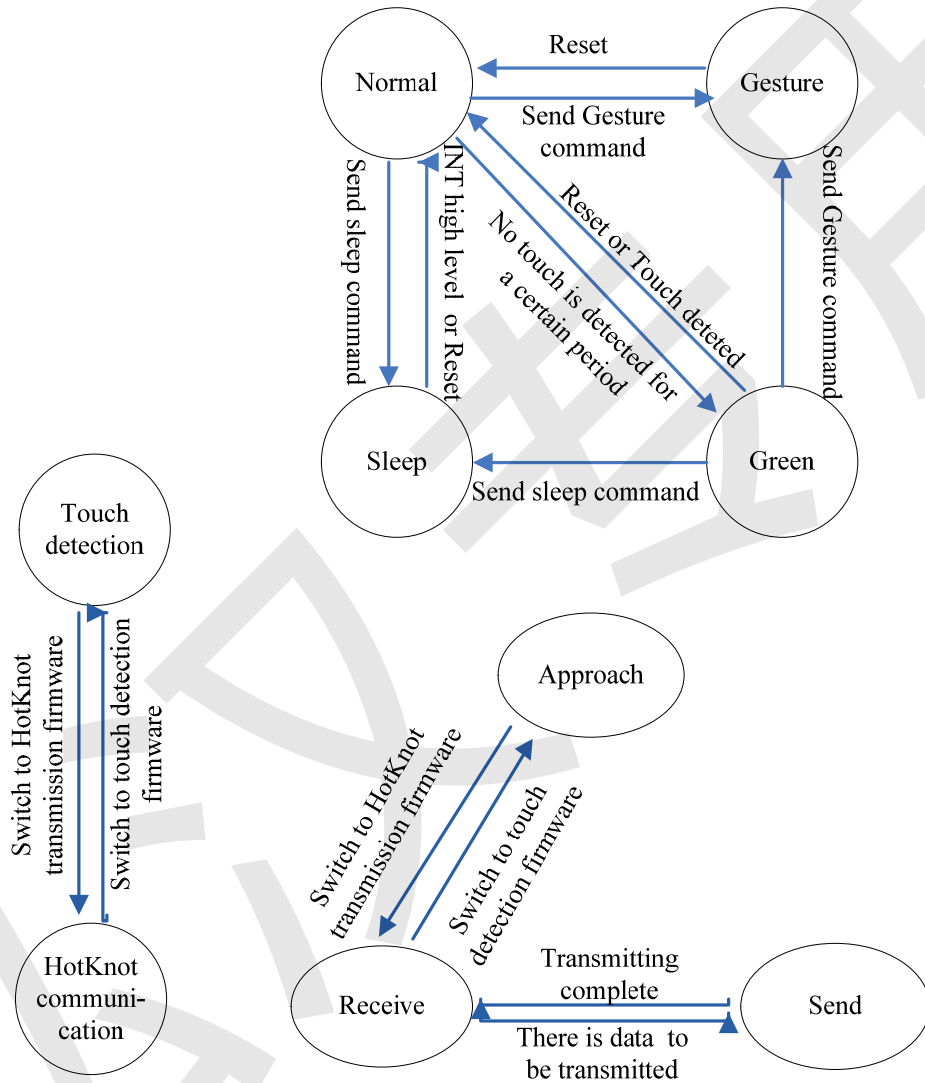 Reset
Normal
Gesture
Send Gesture
command
Send sleep command
INT high level  or Reset
Reset or Touch deteted
No touch is detected for
a certain period
Send Gesture command
Sleep
Green
Send sleep command
Touch
detection
Switch to HotKnot
transmission firmware
Switch to touch detection
firmware
HotKnot
communi-
cation
Approach
Switch to HotKnot
transmission firmware
Switch to touch
detection firmware
Receive
Transmitting
complete
Send
There is data  to
be transmitted